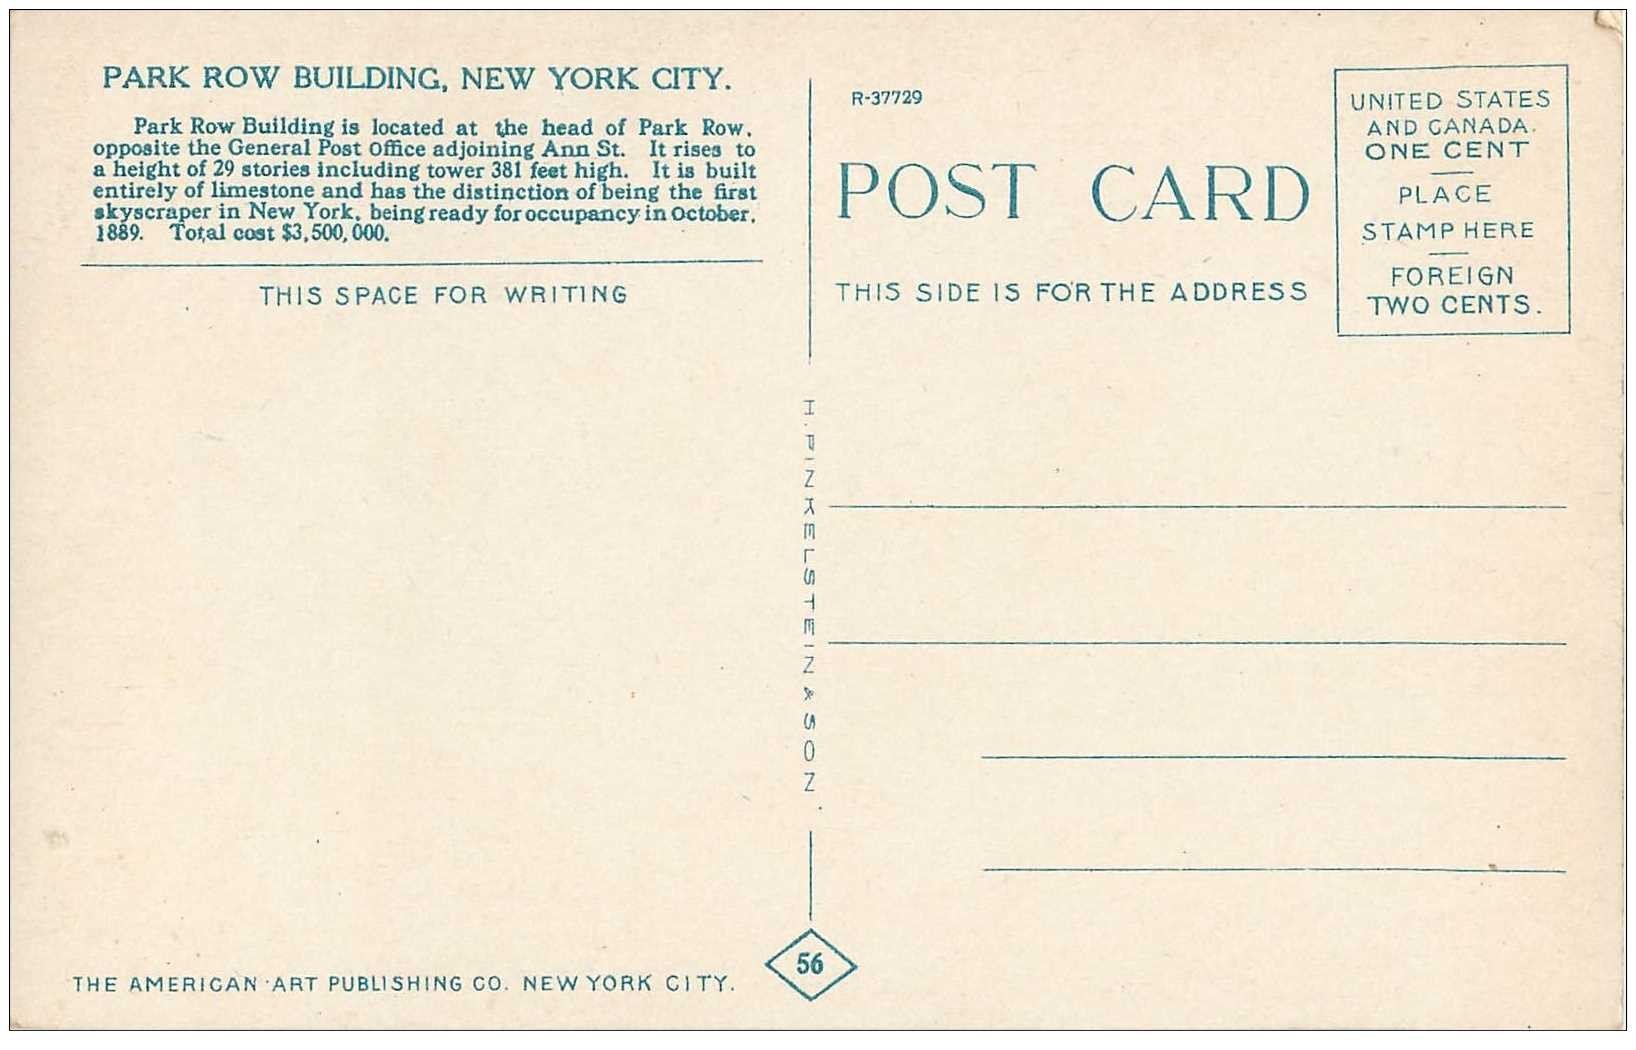 PARK ROW BUILDING, NEW YORK CITY.
Park Row Building is located at the head of Park Row,
opposite the General Post Office adjoining Ann St. It rises to
a height of 29 stories including tower 381 feet high. It is built
entirely of limestone and has the distinction of being the first
skyscraper in New York, being ready for occupancy in October,
1889. Total cost $3,500,000.
THIS SPACE FOR WRITING
THE AMERICAN ART PUBLISHING CO. NEW YORK CITY.
H. FINKELSTEIN & SON
56
R-37729
POST CARD
THIS SIDE IS FOR THE ADDRESS
UNITED STATES
AND CANADA.
ONE CENT
PLACE
STAMP HERE
FOREIGN
TWO CENTS.